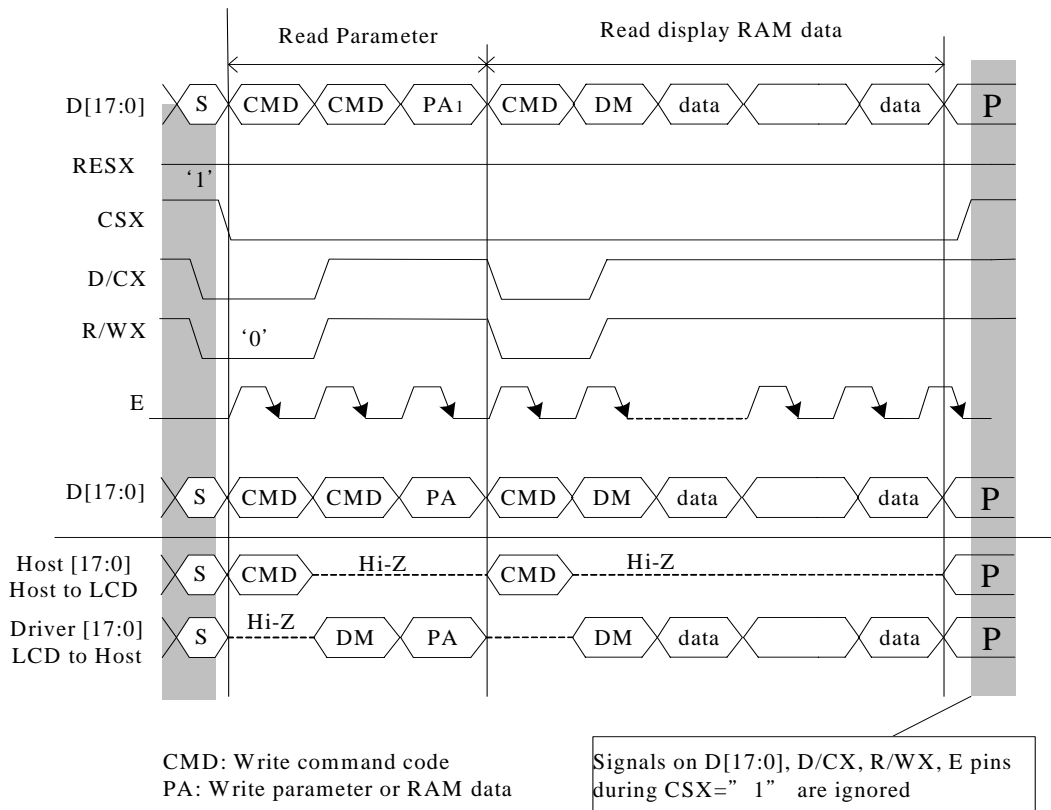 Read Parameter Read display RAM data
D[17:0] S CMD CMD PA1 CMD DM data data P
RESX ‘1’
CSX
D/CX
R/WX ‘0’
E
D[17:0] S CMD CMD PA CMD DM data data P
Host [17:0] S CMD Hi-Z CMD Hi-Z P
Host to LCD
Driver [17:0] S Hi-Z DM PA DM data data P
LCD to Host
CMD: Write command code
PA: Write parameter or RAM data
Signals on D[17:0], D/CX, R/WX, E pins
during CSX=” 1” are ignored